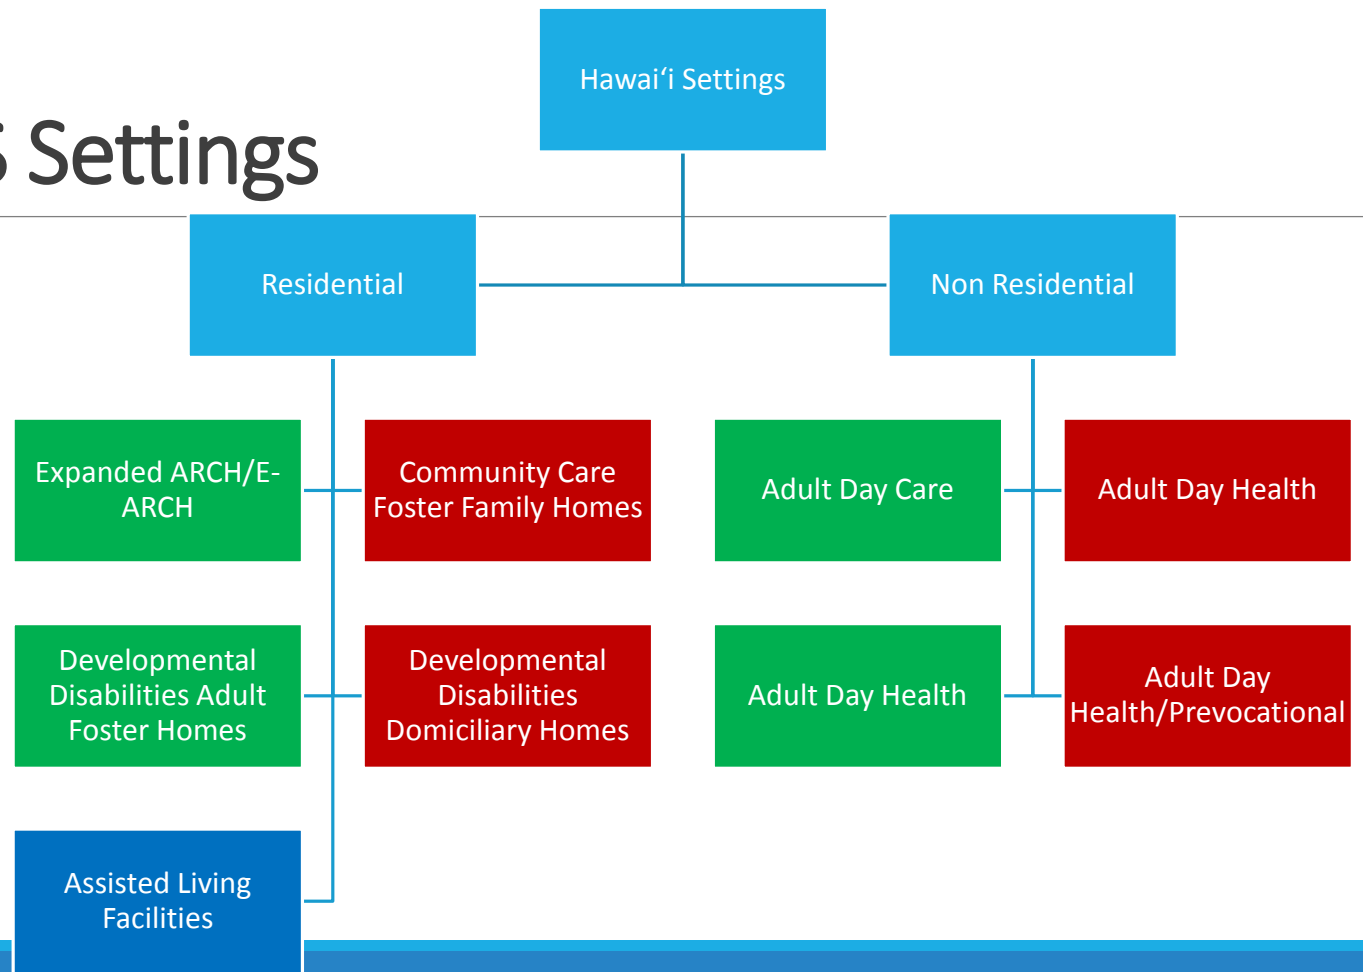 Hawai‘i Settings
Settings
Residential
Non Residential
Expanded ARCH/E-
ARCH
Community Care
Foster Family Homes
Adult Day Care
Adult Day Health
Developmental
Disabilities Adult
Foster Homes
Developmental
Disabilities
Domiciliary Homes
Adult Day Health
Adult Day
Health/Prevocational
Assisted Living
Facilities